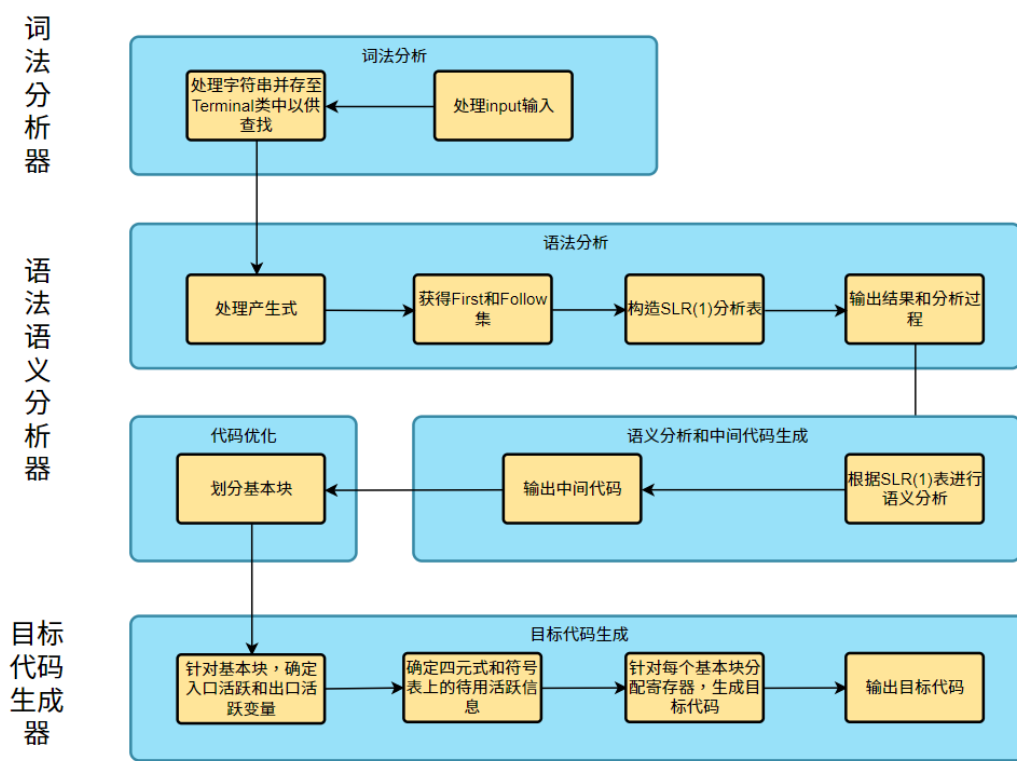 词
法
分
析
器
词法分析
处理字符串并存至
Terminal类中以供
查找
处理input输入
语
法
语
义
分
析
器
语法分析
处理产生式
获得First和Follow
集
构造SLR(1)分析表
输出结果和分析过
程
代码优化
划分基本块
语义分析和中间代码生成
输出中间代码
根据SLR(1)表进行
语义分析
目标
代码
生成
器
目标代码生成
针对基本块，确定
入口活跃和出口活
跃变量
确定四元式和符号
表上的待用活跃信
息
针对每个基本块分
配寄存器，生成目
标代码
输出目标代码